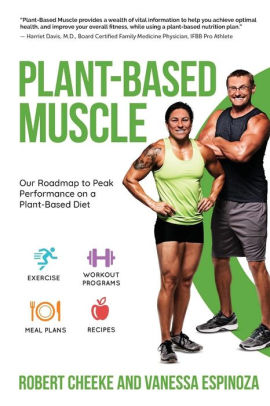 "Plant-Based Muscle provides a wealth of vital information to help you achieve optimal
health, and improve your overall fitness, while using a plant-based nutrition plan."
— Harriet Davis, M.D., Board Certified Family Medicine Physician, IFBB Pro Athlete
PLANT-BASED
MUSCLE
Our Roadmap to Peak
Performance on a
Plant-Based Diet
EXERCISE
WORKOUT
PROGRAMS
MEAL PLANS
RECIPES
ROBERT CHEEKE AND VANESSA ESPINOZA